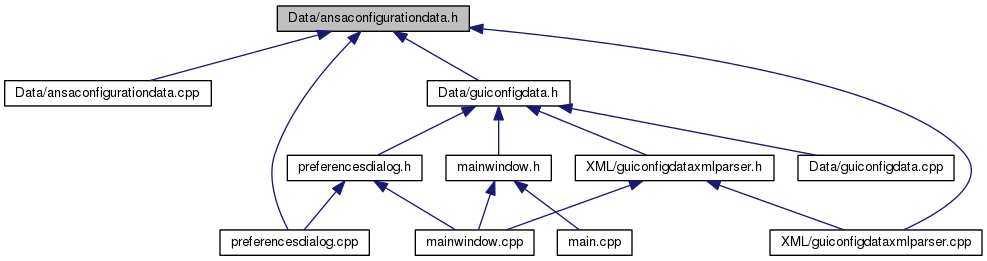 Data/ansaconfigurationdata.h
Data/ansaconfigurationdata.cpp
Data/guiconfigdata.h
preferencesdialog.h
mainwindow.h
XML/guiconfigdataxmlparser.h
Data/guiconfigdata.cpp
preferencesdialog.cpp
mainwindow.cpp
main.cpp
XML/guiconfigdataxmlparser.cpp